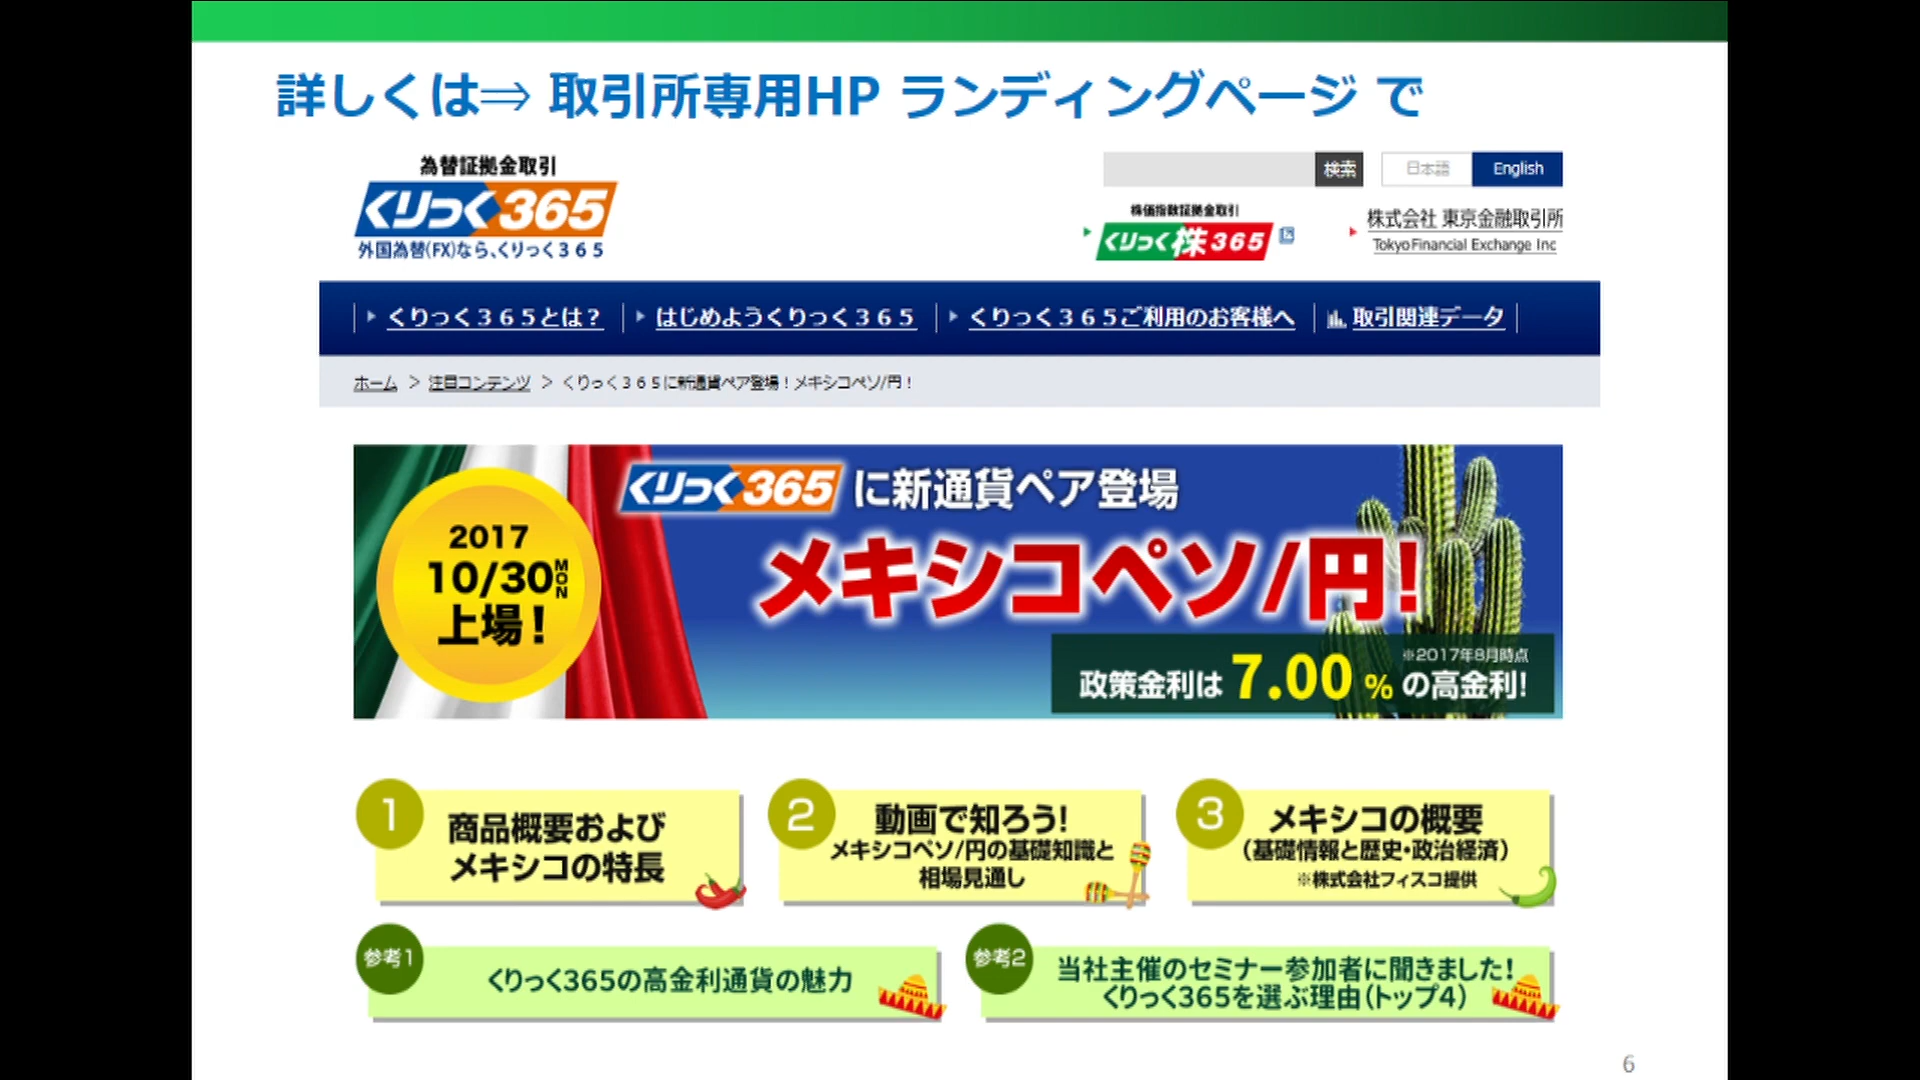 詳しくは⇒ 取引所専用HP ランディングページ で
為替証拠金取引
くりっく365
外国為替(FX)なら、くりっく365
検索
日本語
English
株価指数証拠金取引
くりっく株365
株式会社 東京金融取引所
Tokyo Financial Exchange Inc
くりっく365とは？
はじめようくりっく365
くりっく365ご利用のお客様へ
取引関連データ
ホーム > 注目コンテンツ > くりっく365に新通貨ペア登場！メキシコペソ/円！
くりっく365に新通貨ペア登場
メキシコペソ/円!
2017
10/30 MON
上場！
※2017年8月時点
政策金利は7.00%の高金利!
1
商品概要および
メキシコの特長
2
動画で知ろう!
メキシコペソ/円の基礎知識と
相場見通し
3
メキシコの概要
（基礎情報と歴史・政治経済）
※株式会社フィスコ提供
参考1
くりっく365の高金利通貨の魅力
参考2
当社主催のセミナー参加者に聞きました！
くりっく365を選ぶ理由（トップ4）
6